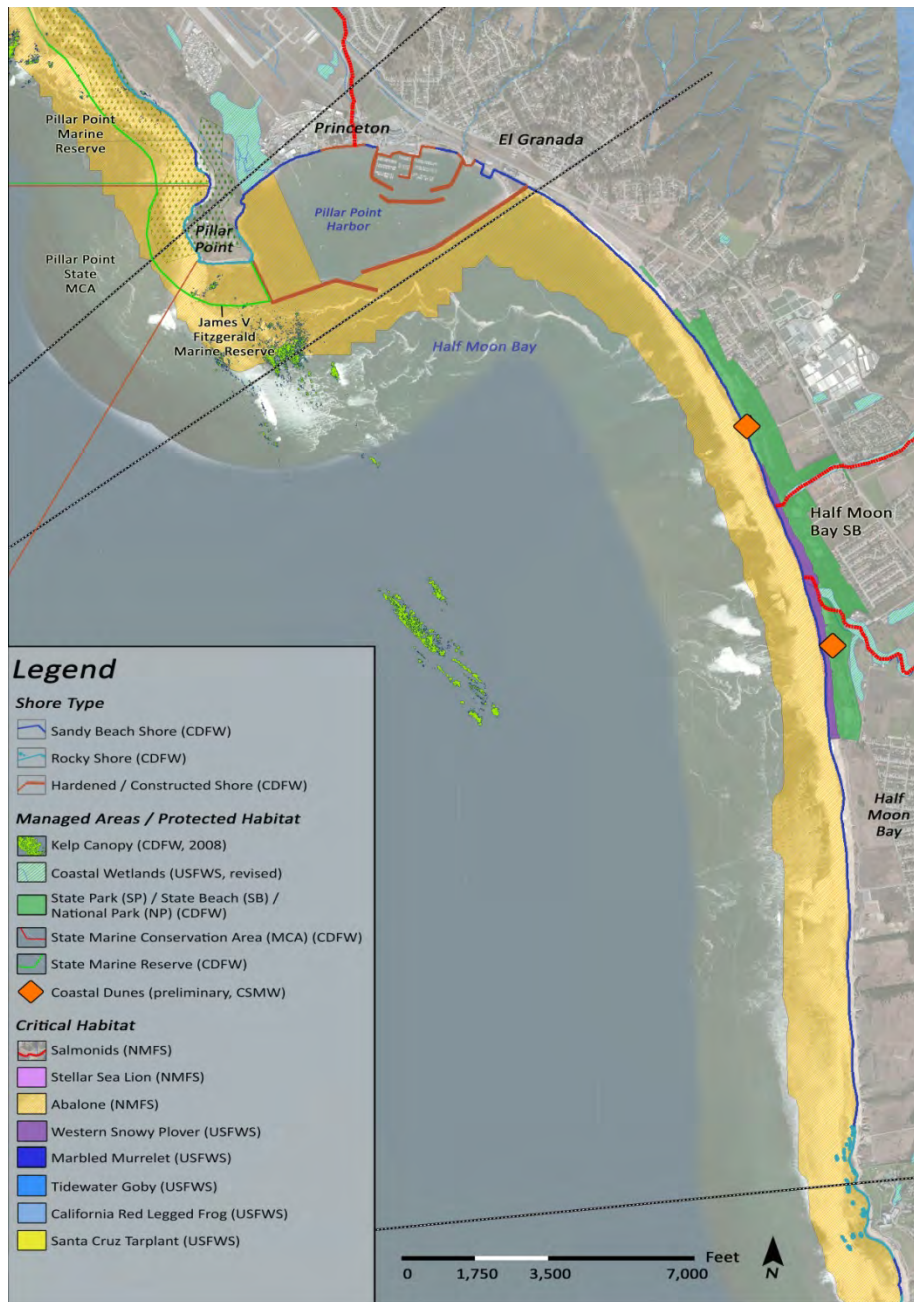 Pillar Point
Marine
Reserve
Princeton
El Granada
Pillar Point
Harbor
Pillar
Point
Pillar Point
State
MCA
James V
Fitzgerald
Marine Reserve
Half Moon Bay
Half Moon
Bay SB
Half
Moon
Bay
Legend
Shore Type
Sandy Beach Shore (CDFW)
Rocky Shore (CDFW)
Hardened / Constructed Shore (CDFW)
Managed Areas / Protected Habitat
Kelp Canopy (CDFW, 2008)
Coastal Wetlands (USFWS, revised)
State Park (SP) / State Beach (SB) /
National Park (NP) (CDFW)
State Marine Conservation Area (MCA) (CDFW)
State Marine Reserve (CDFW)
Coastal Dunes (preliminary, CSMW)
Critical Habitat
Salmonids (NMFS)
Stellar Sea Lion (NMFS)
Abalone (NMFS)
Western Snowy Plover (USFWS)
Marbled Murrelet (USFWS)
Tidewater Goby (USFWS)
California Red Legged Frog (USFWS)
Santa Cruz Tarplant (USFWS)
Feet
0 1,750 3,500 7,000
N